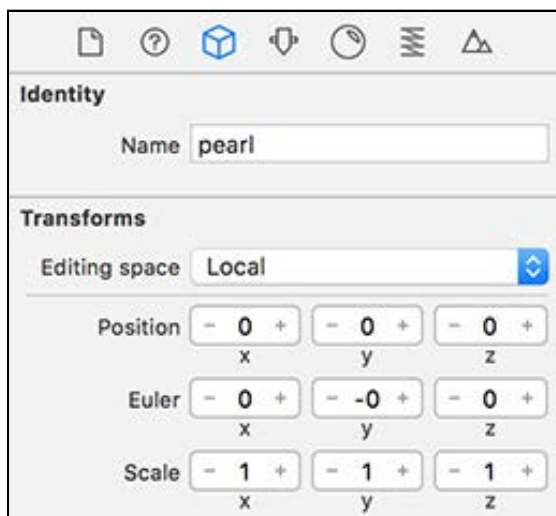 Identity
Name pearl
Transforms
Editing space Local
Position - 0 + - 0 + - 0 +
x y z
Euler - 0 + - -0 + - 0 +
x y z
Scale - 1 + - 1 + - 1 +
x y z